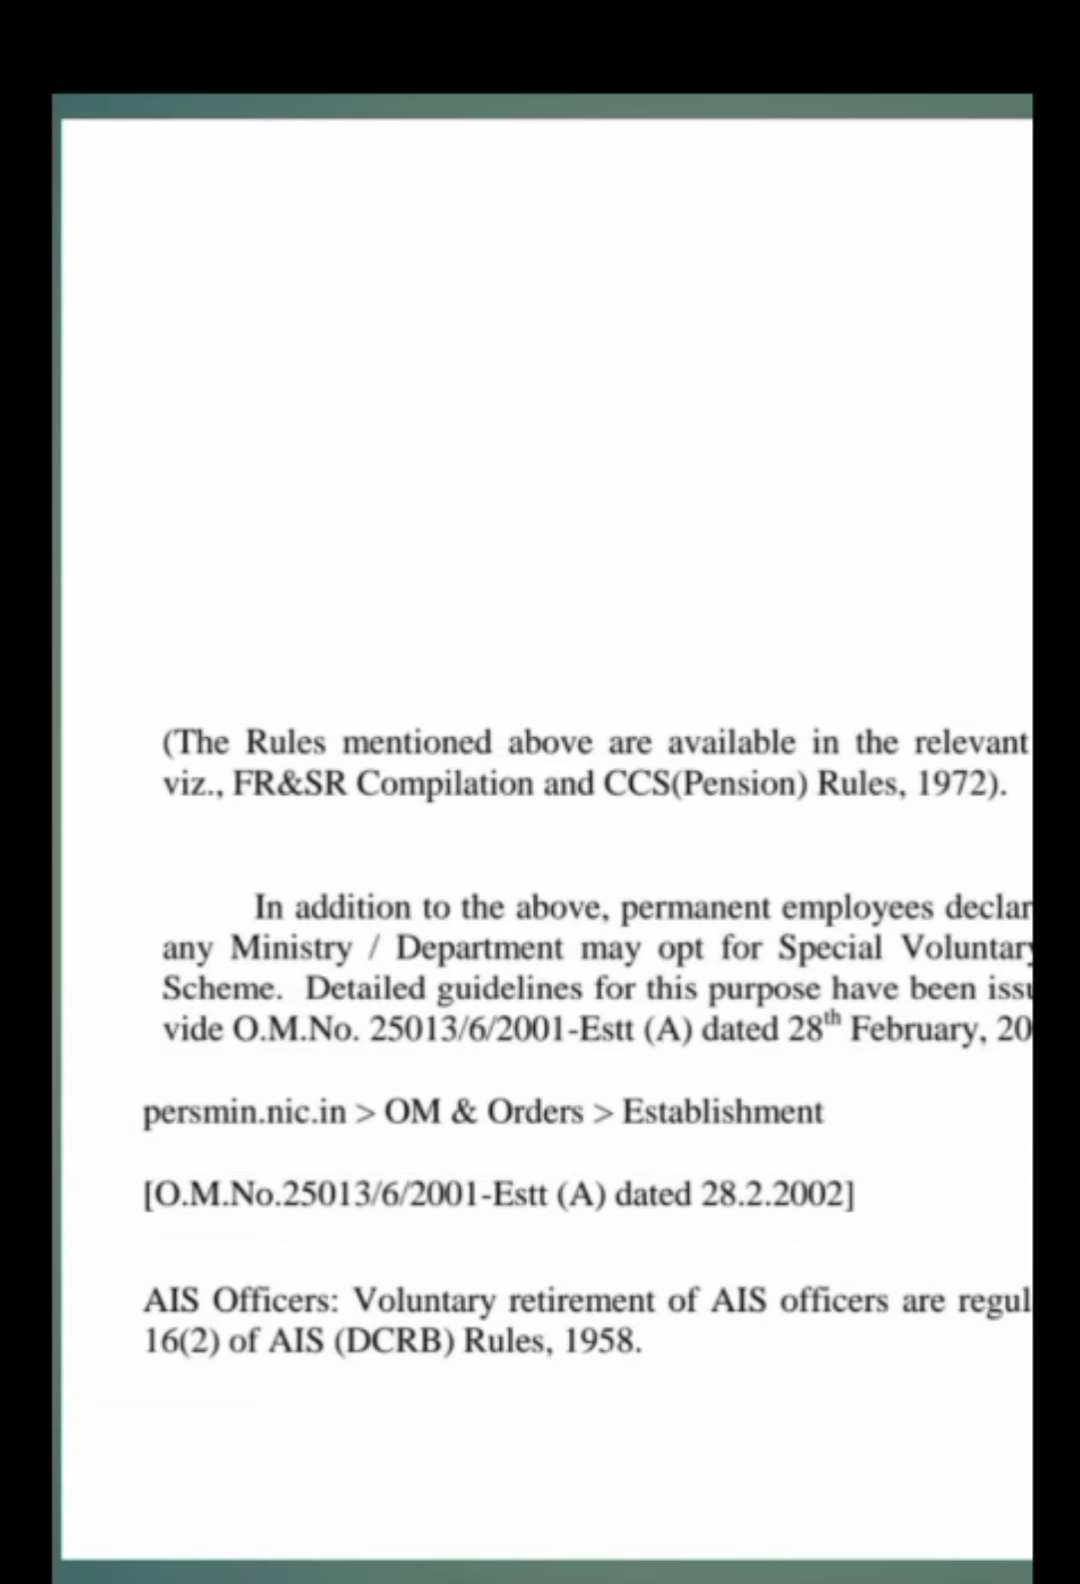 (The Rules mentioned above are available in the relevant
viz., FR&SR Compilation and CCS(Pension) Rules, 1972).
In addition to the above, permanent employees declar
any Ministry / Department may opt for Special Voluntary
Scheme. Detailed guidelines for this purpose have been issu
vide O.M.No. 25013/6/2001-Estt (A) dated 28th February, 20
persmin.nic.in > OM & Orders > Establishment
[O.M.No.25013/6/2001-Estt (A) dated 28.2.2002]
AIS Officers: Voluntary retirement of AIS officers are regul
16(2) of AIS (DCRB) Rules, 1958.